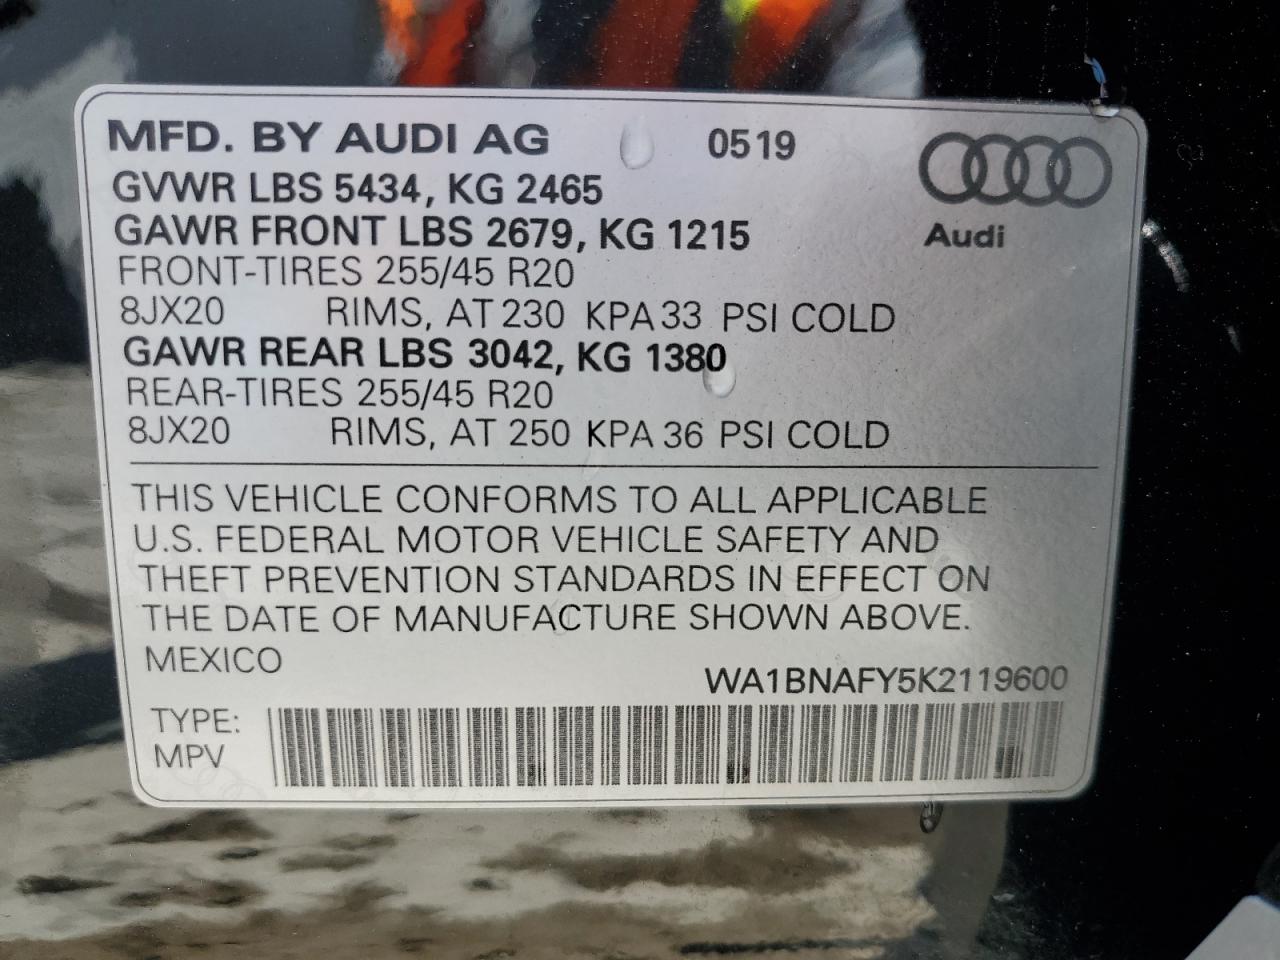 MFD. BY AUDI AG 0519
GVWR LBS 5434, KG 2465
GAWR FRONT LBS 2679, KG 1215
Audi
FRONT-TIRES 255/45 R20
8JX20 RIMS, AT 230 KPA 33 PSI COLD
GAWR REAR LBS 3042, KG 1380
REAR-TIRES 255/45 R20
8JX20 RIMS, AT 250 KPA 36 PSI COLD
THIS VEHICLE CONFORMS TO ALL APPLICABLE
U.S. FEDERAL MOTOR VEHICLE SAFETY AND
THEFT PREVENTION STANDARDS IN EFFECT ON
THE DATE OF MANUFACTURE SHOWN ABOVE.
MEXICO
WA1BNAFY5K2119600
TYPE:
MPV